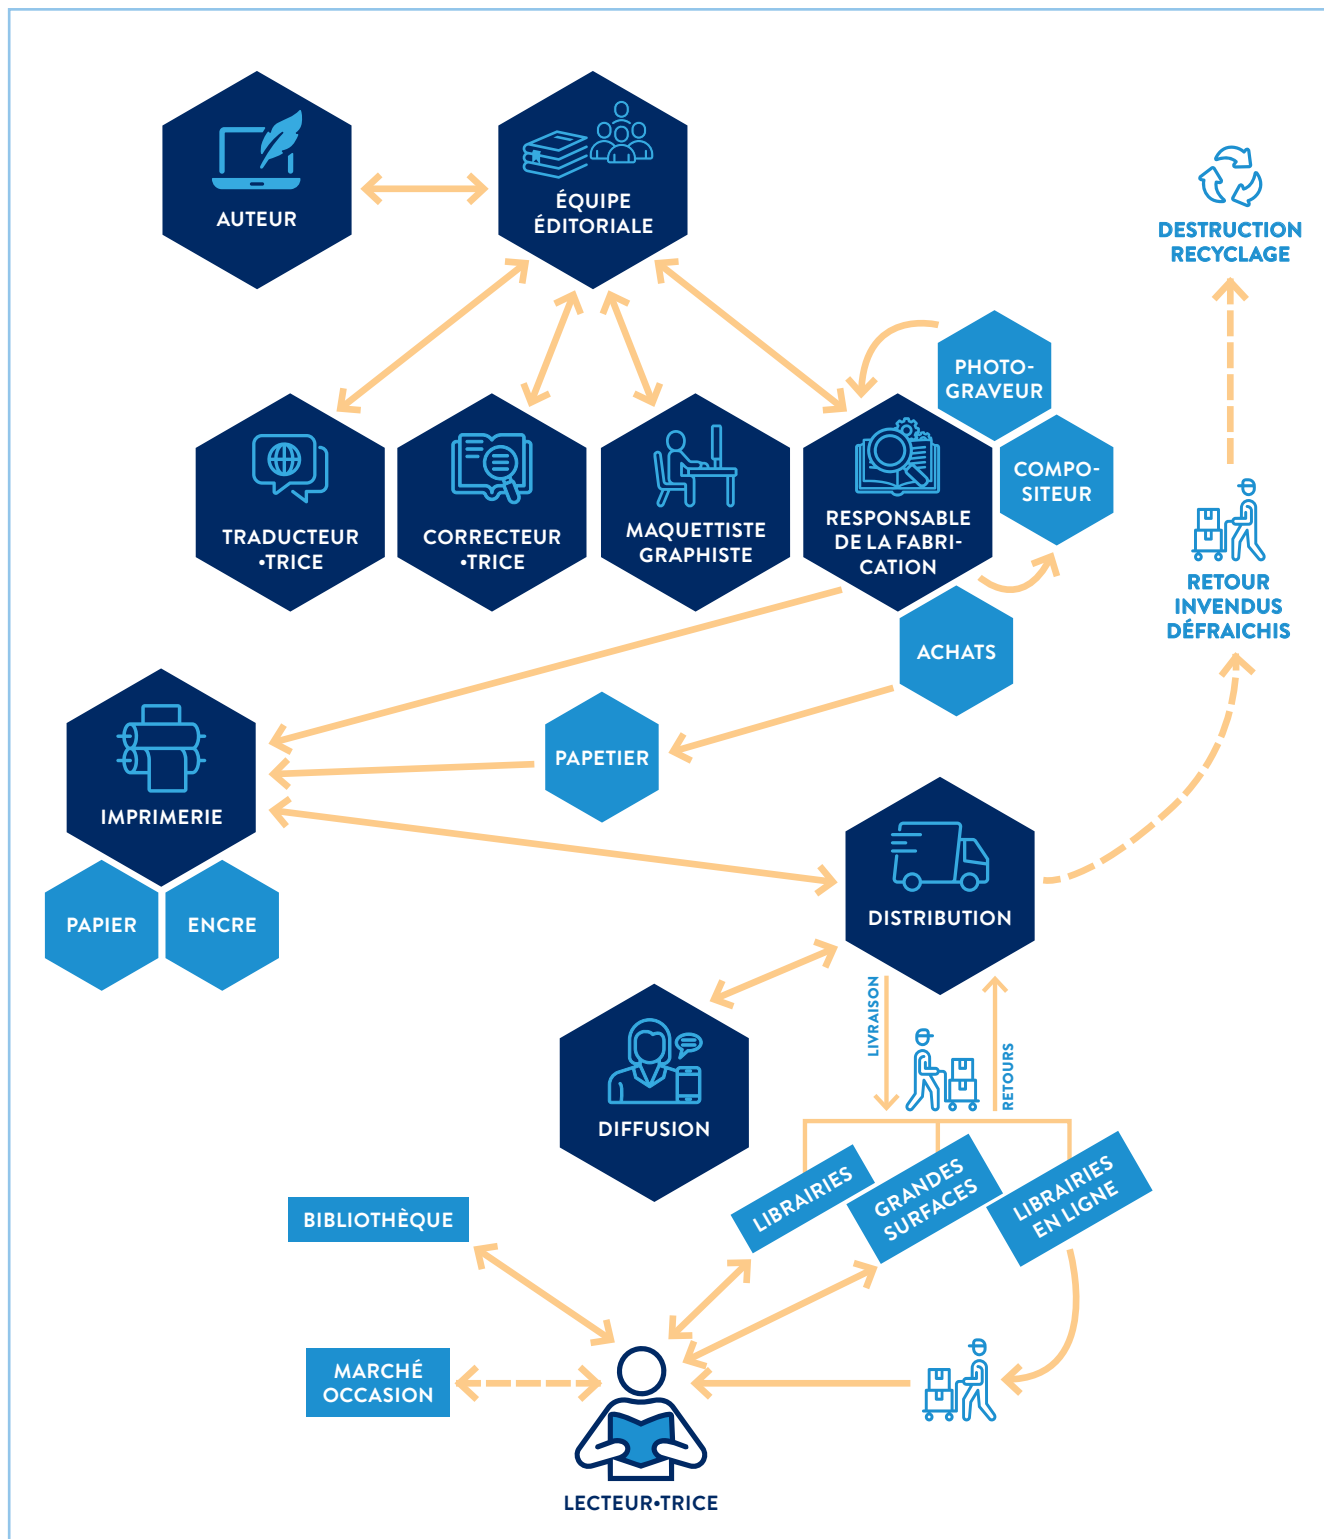 AUTEUR
ÉQUIPE
ÉDITORIALE
DESTRUCTION
RECYCLAGE
PHOTO-
GRAVEUR
COMPO-
SITEUR
TRADUCTEUR
•TRICE
CORRECTEUR
•TRICE
MAQUETTISTE
GRAPHISTE
RESPONSABLE
DE LA FABRI-
CATION
RETOUR
INVENDUS
DÉFRAICHIS
ACHATS
PAPETIER
IMPRIMERIE
PAPIER
ENCRE
DISTRIBUTION
LIVRAISON
RETOURS
DIFFUSION
LIBRAIRIES
GRANDES
SURFACES
LIBRAIRIES
EN LIGNE
BIBLIOTHÈQUE
MARCHÉ
OCCASION
LECTEUR•TRICE